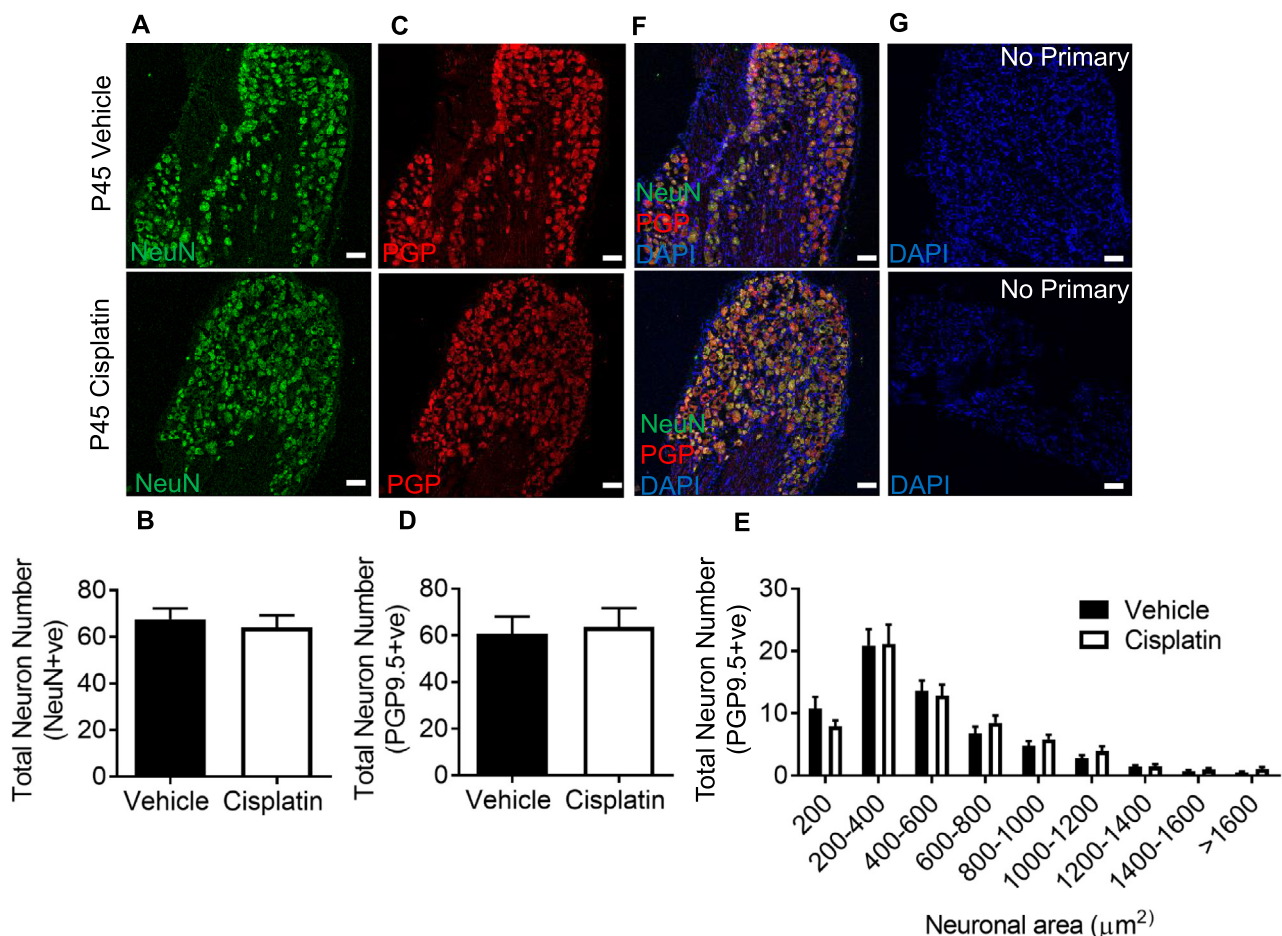 A
C
F
G
P45 Vehicle
NeuN
PGP
NeuN
PGP
DAPI
No Primary
DAPI
P45 Cisplatin
NeuN
PGP
NeuN
PGP
DAPI
No Primary
DAPI
B
Total Neuron Number
(NeuN+ve)
80
60
40
20
0
Vehicle Cisplatin
D
Total Neuron Number
(PGP9.5+ve)
80
60
40
20
0
Vehicle Cisplatin
E
Total Neuron Number
(PGP9.5+ve)
30
20
10
0
Vehicle
Cisplatin
200
200-400
400-600
600-800
800-1000
1000-1200
1200-1400
1400-1600
>1600
Neuronal area (μm²)